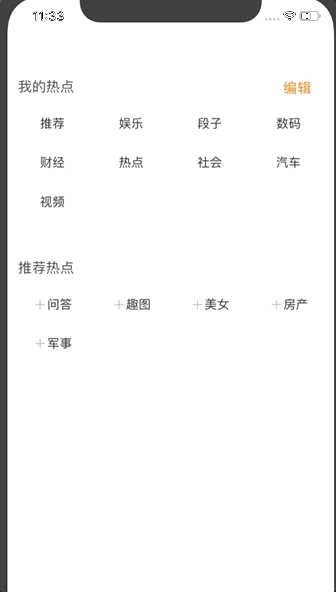 11:33
我的热点 编辑
推荐 娱乐 段子 数码
财经 热点 社会 汽车
视频
推荐热点
+问答 +趣图 +美女 +房产
+军事